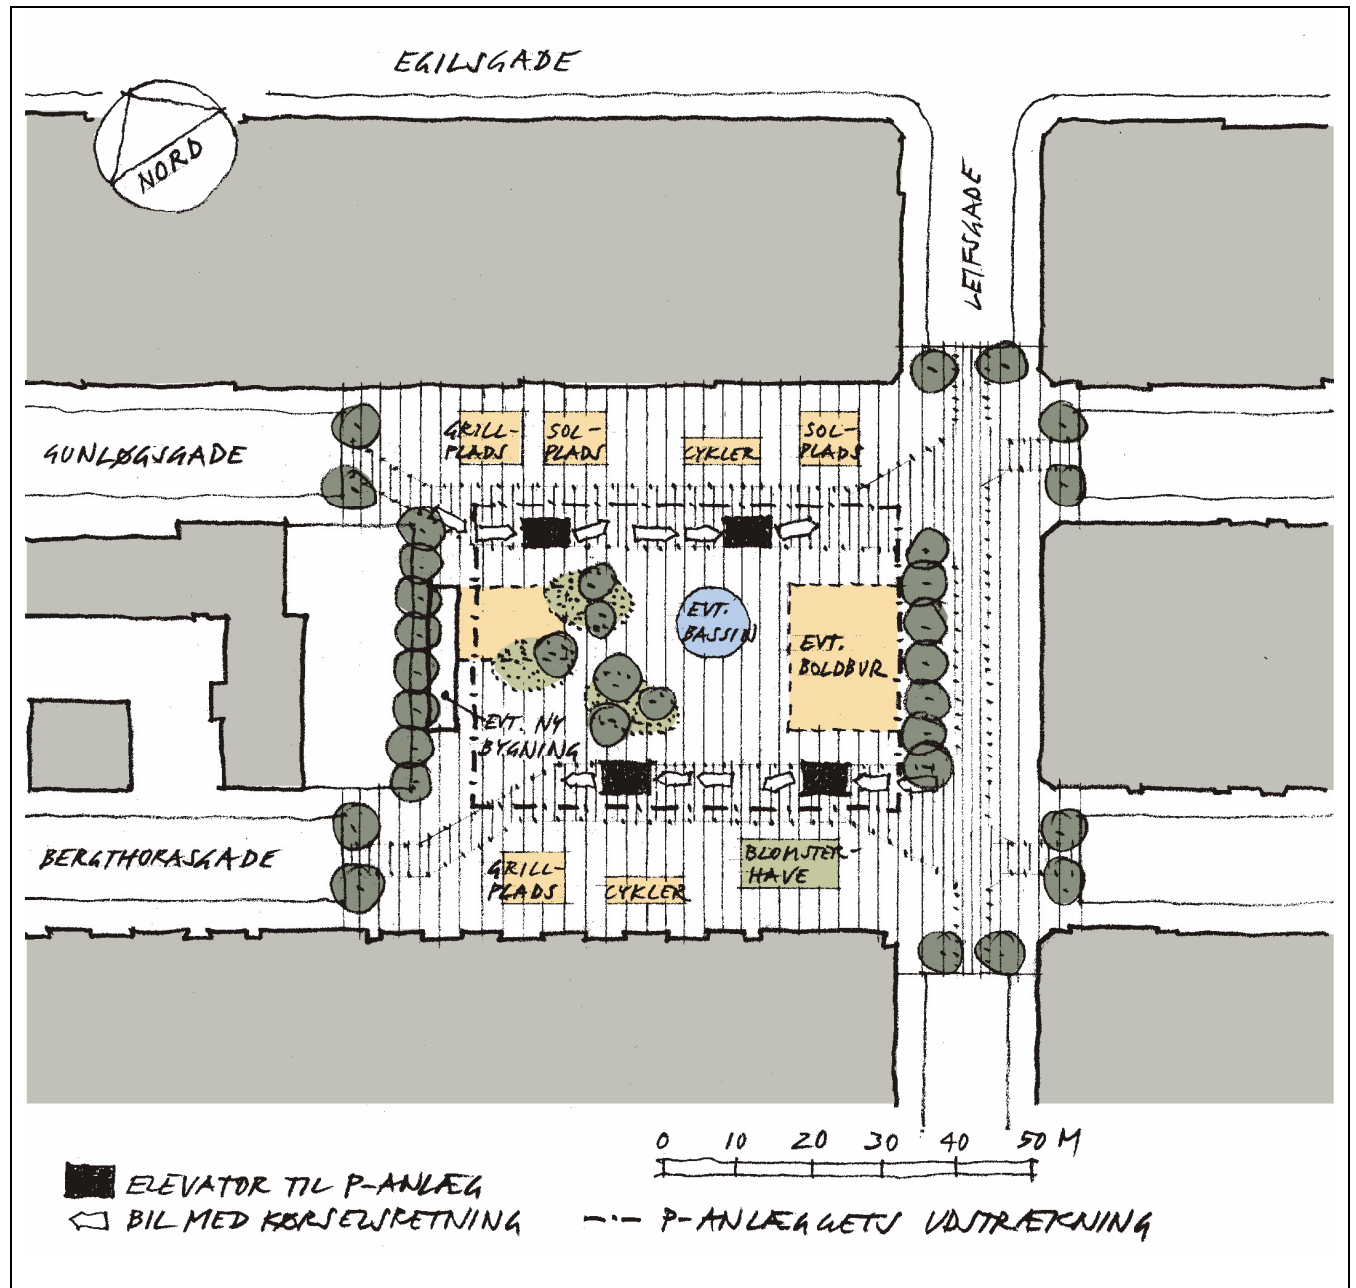 EGILSGADE
NORD
LEIFSGADE
GUNLØGSGADE
GRILL-
PLADS
SOL-
PLADS
CYKLER
SOL-
PLADS
EVT.
BASSIN
EVT.
BOLDBUR
EVT. NY
BYGNING
BERGTHORASGADE
GRILL-
PLADS
CYKLER
BLOMSTER-
HAVE
0 10 20 30 40 50 M
ELEVATOR TIL P-ANLÆG
BIL MED KØRSELSRETNING
P-ANLÆGGETS UDSTRÆKNING